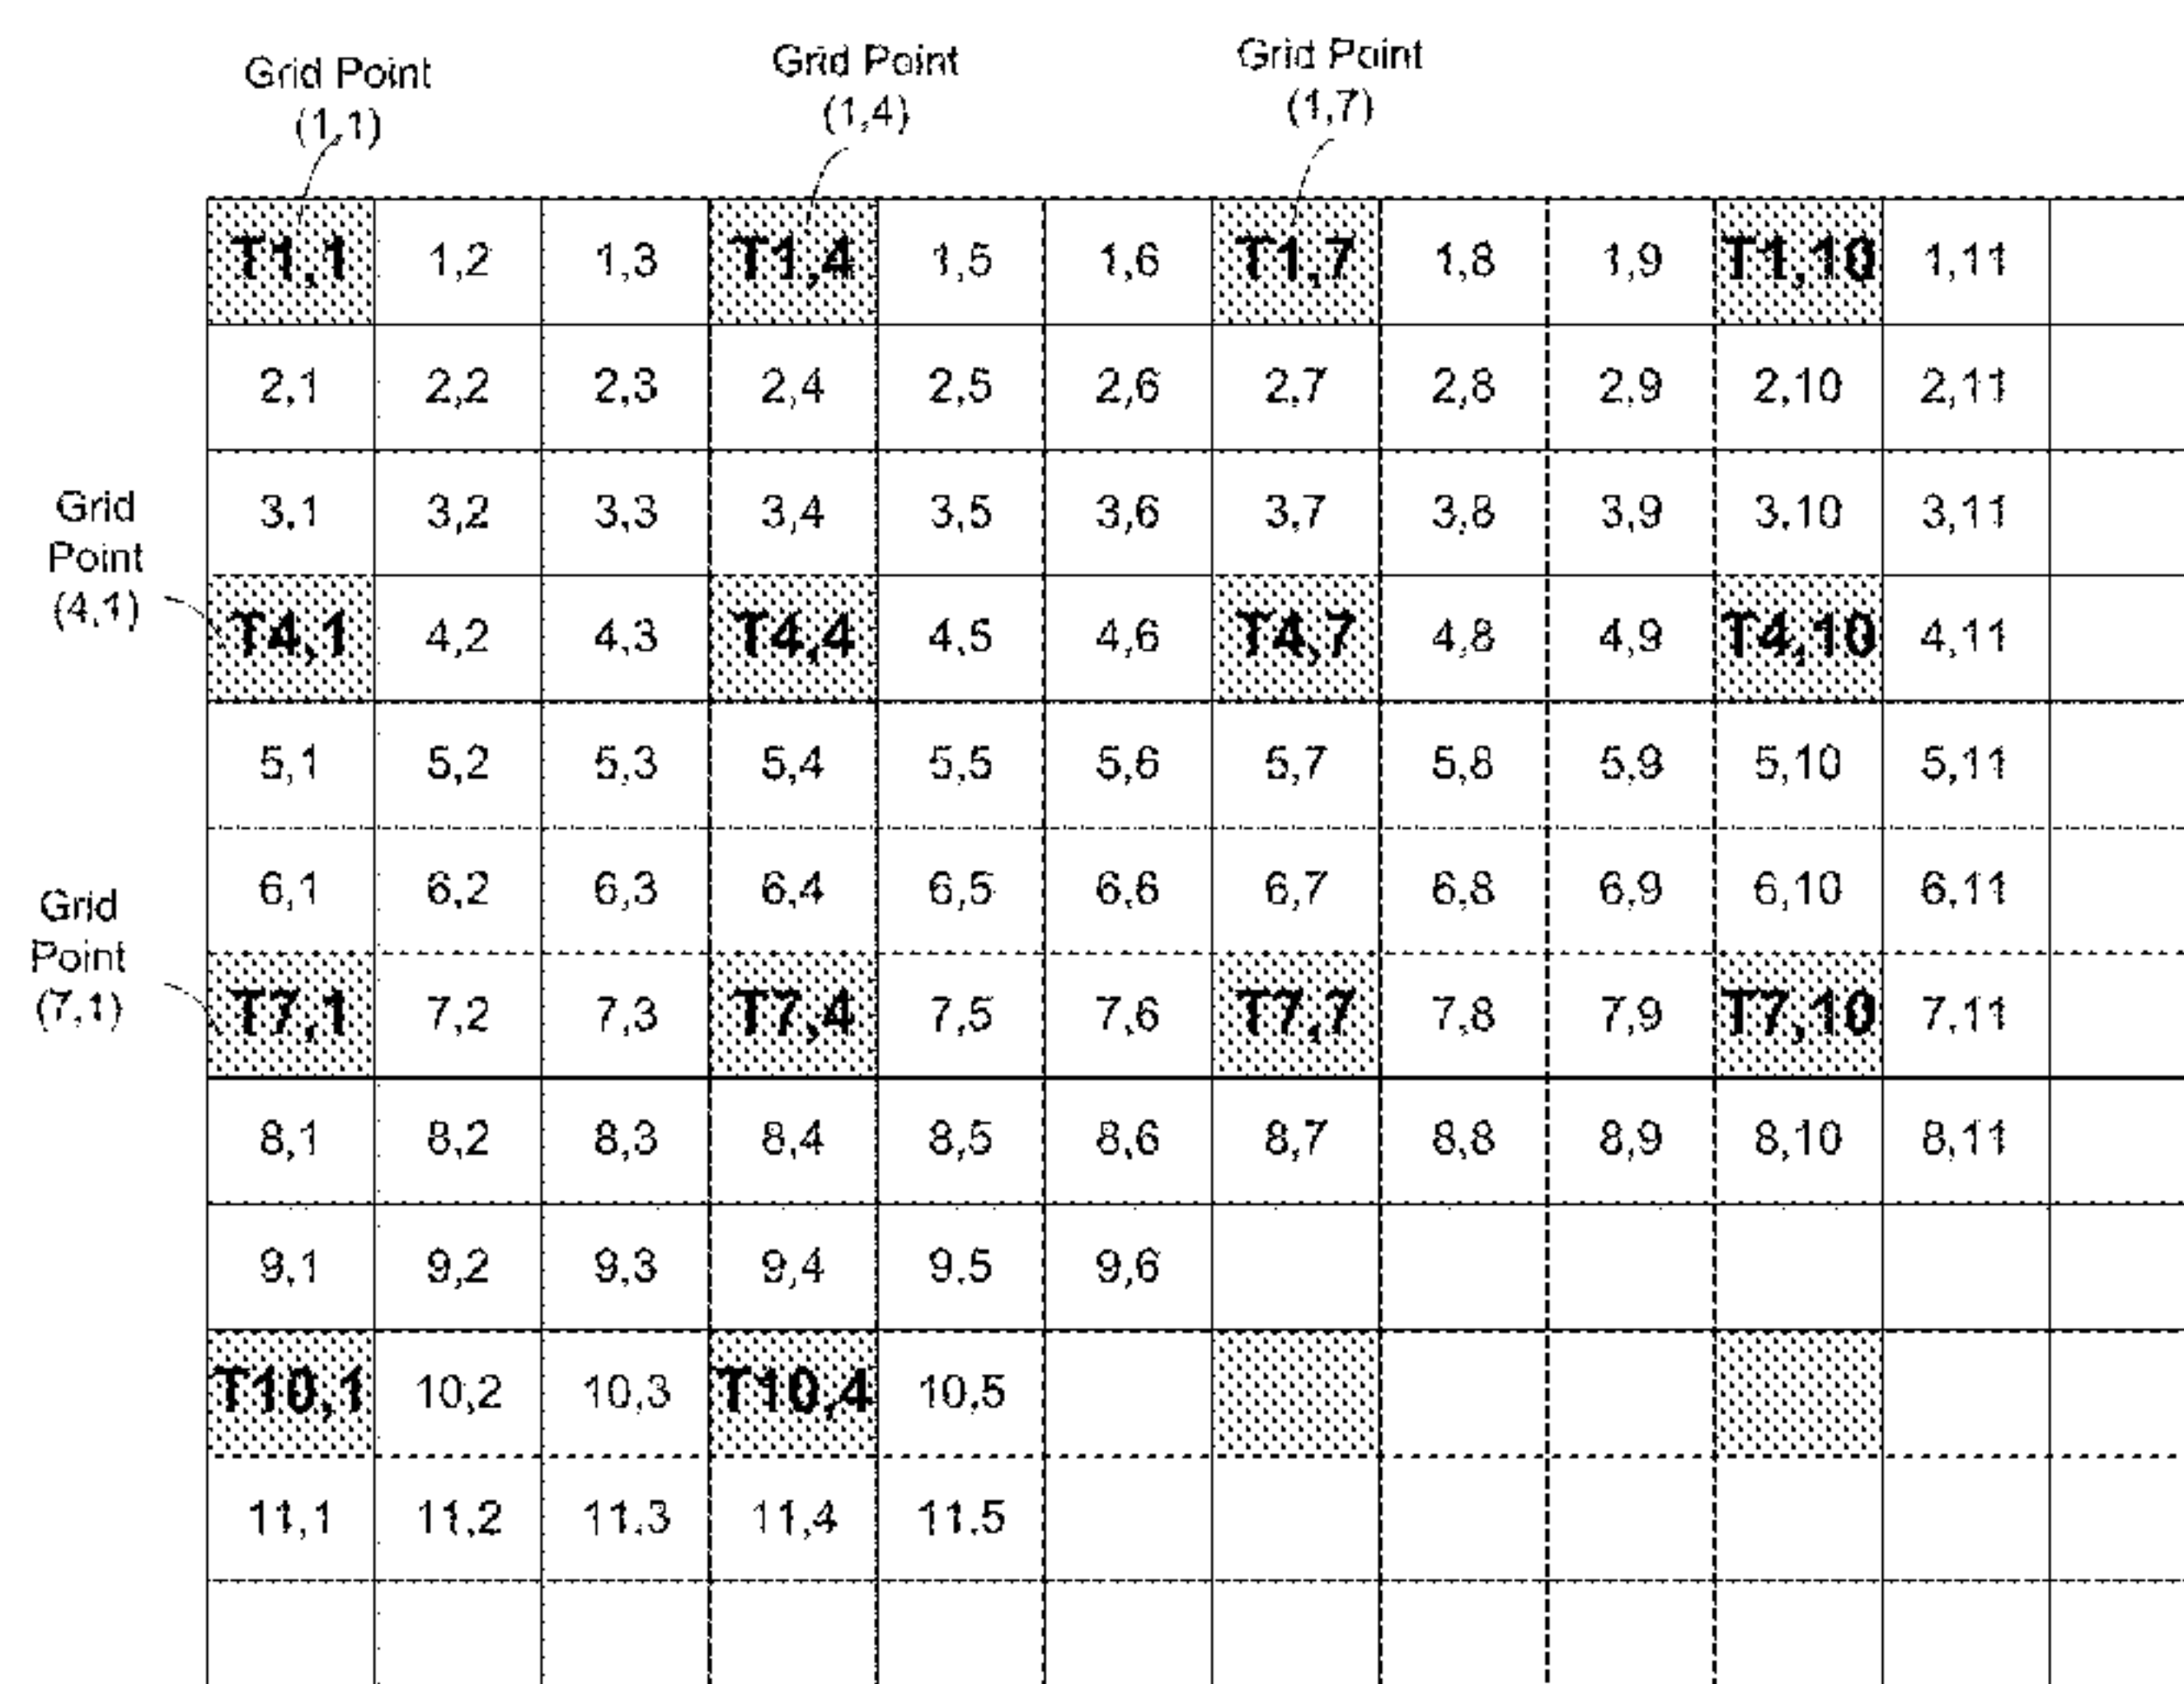 Grid Point
(1,1)
Grid Point
(1,4)
Grid Point
(1,7)
T1,1 1,2 1,3 T1,4 1,5 1,6 T1,7 1,8 1,9 T1,10 1,11
2,1 2,2 2,3 2,4 2,5 2,6 2,7 2,8 2,9 2,10 2,11
Grid
Point
(4,1)
3,1 3,2 3,3 3,4 3,5 3,6 3,7 3,8 3,9 3,10 3,11
T4,1 4,2 4,3 T4,4 4,5 4,6 T4,7 4,8 4,9 T4,10 4,11
5,1 5,2 5,3 5,4 5,5 5,6 5,7 5,8 5,9 5,10 5,11
Grid
Point
(7,1)
6,1 6,2 6,3 6,4 6,5 6,6 6,7 6,8 6,9 6,10 6,11
T7,1 7,2 7,3 T7,4 7,5 7,6 T7,7 7,8 7,9 T7,10 7,11
8,1 8,2 8,3 8,4 8,5 8,6 8,7 8,8 8,9 8,10 8,11
9,1 9,2 9,3 9,4 9,5 9,6
T10,1 10,2 10,3 T10,4 10,5
11,1 11,2 11,3 11,4 11,5